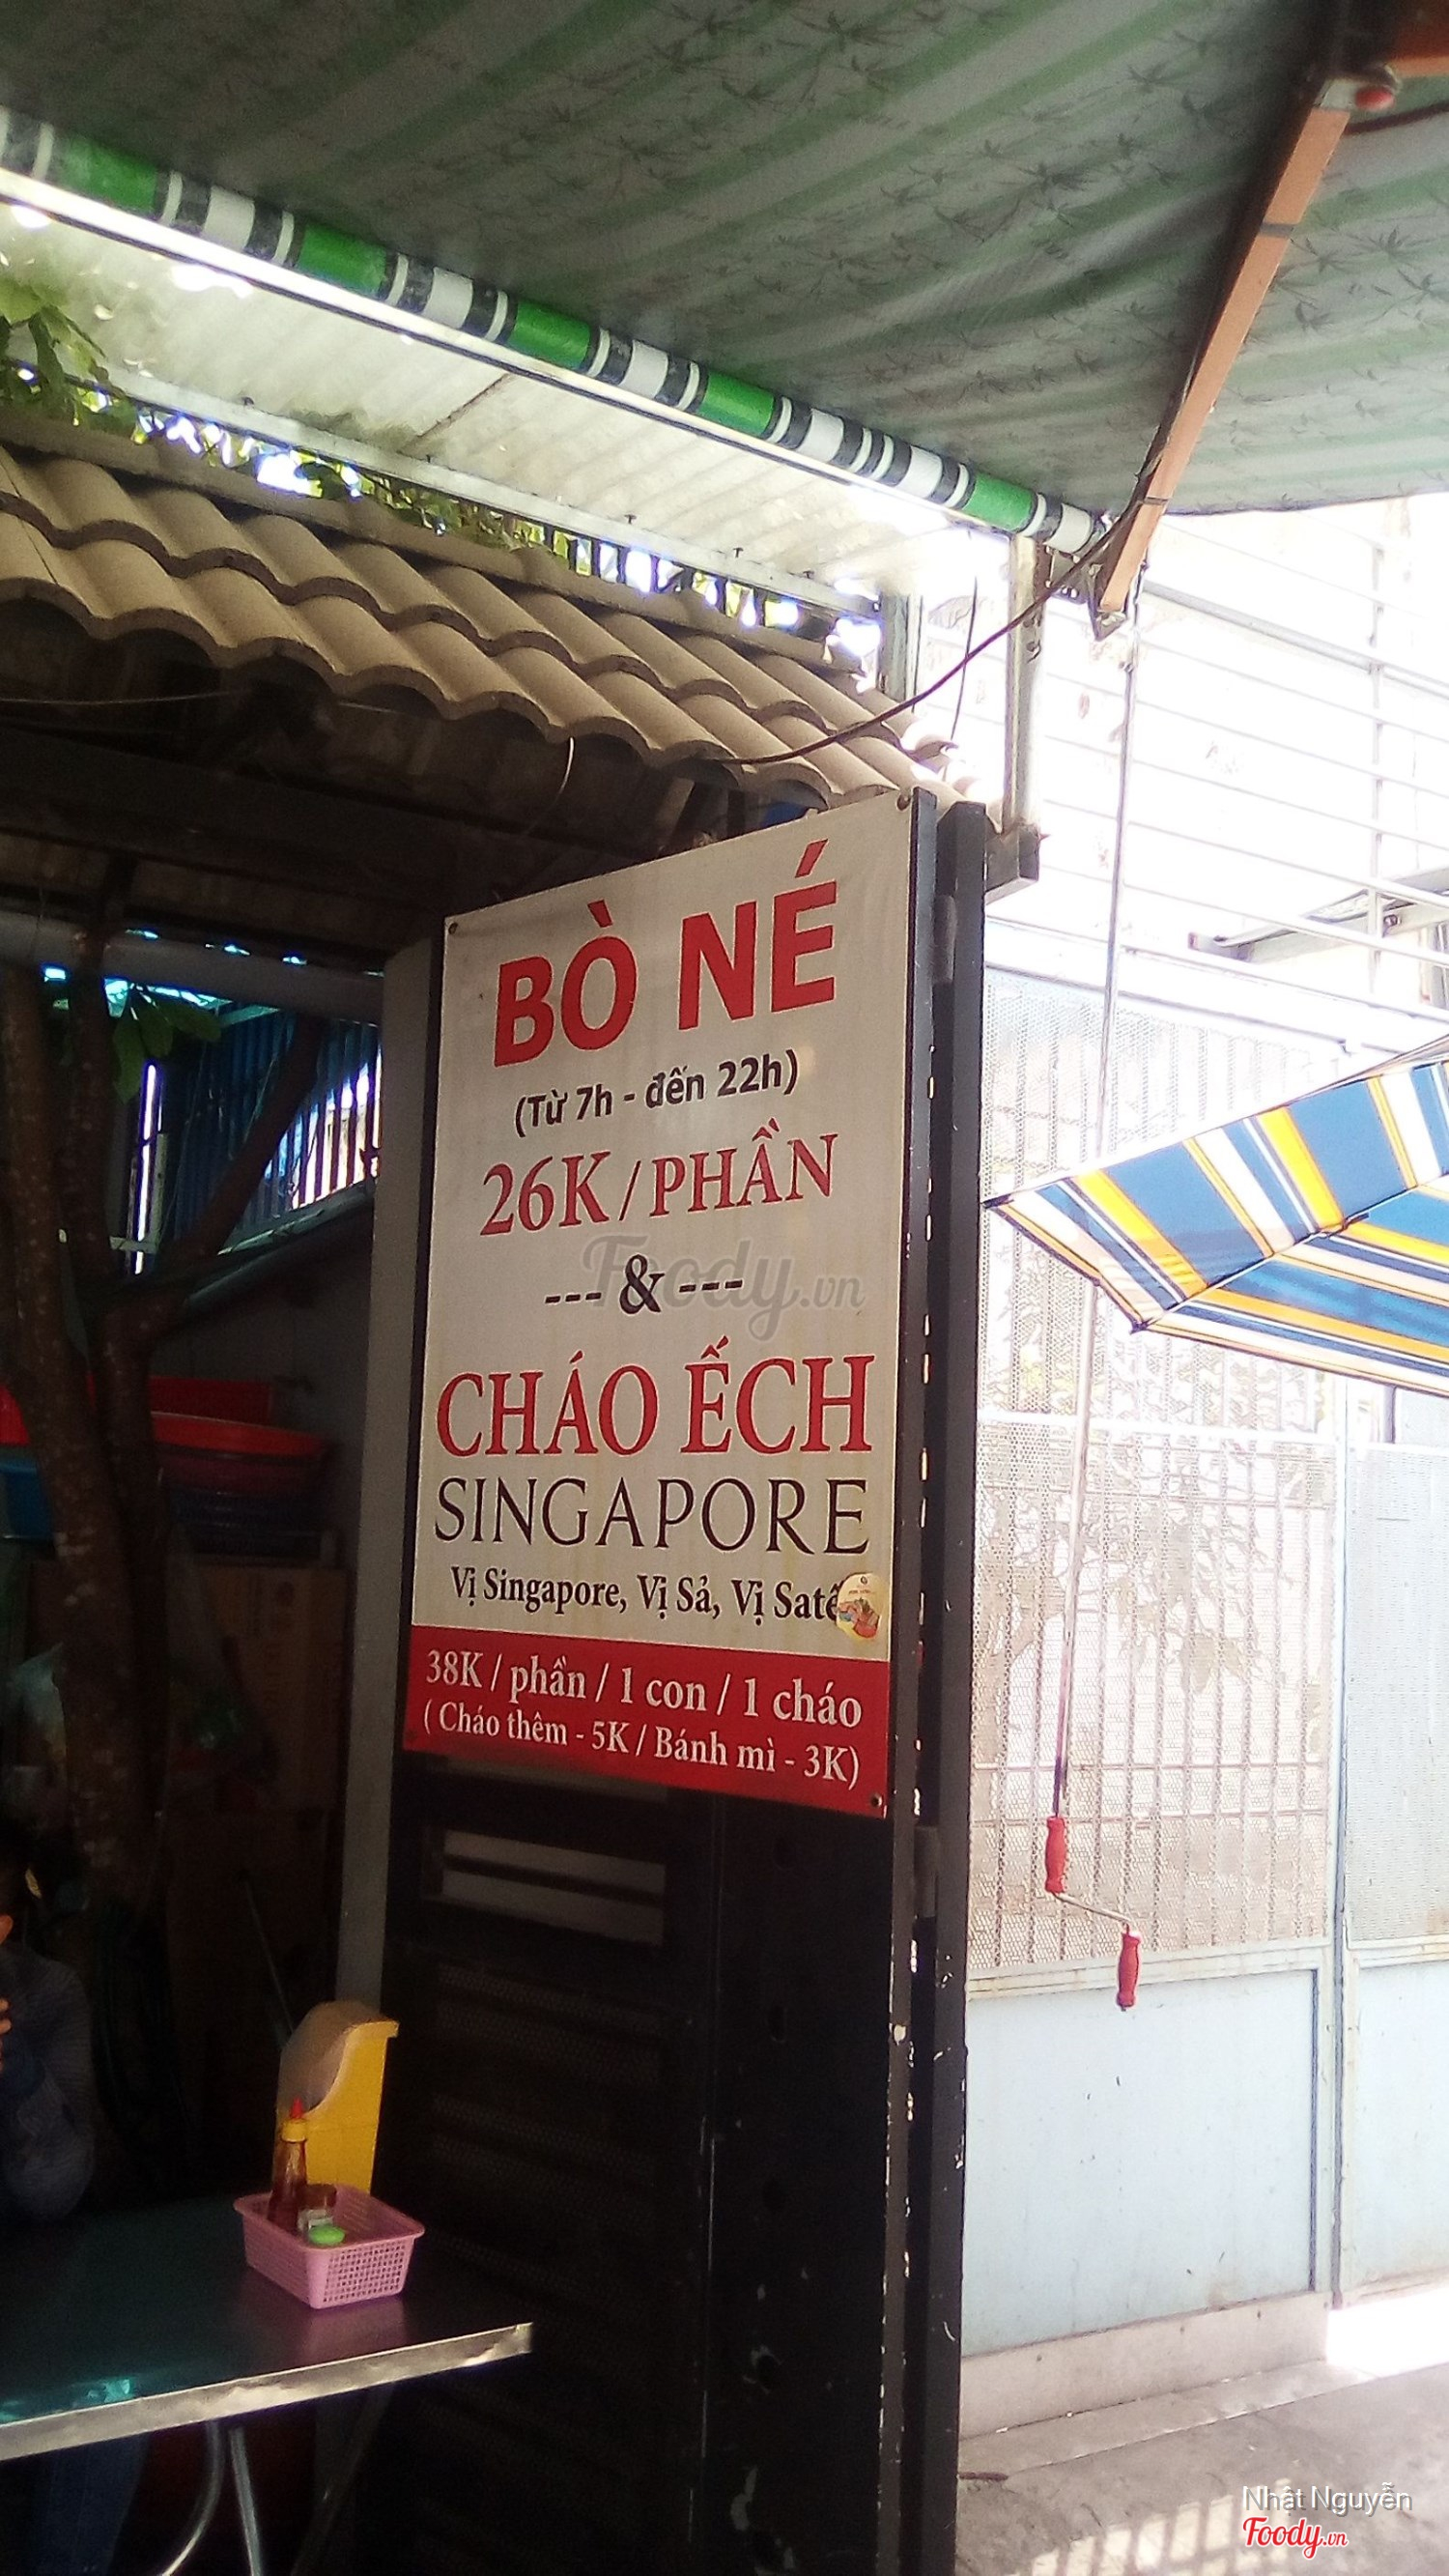 BÒ NÉ
(Từ 7h - đến 22h)
26K/PHẦN
--- & ---
Foody.vn
CHÁO ẾCH
SINGAPORE
Vị Singapore, Vị Sả, Vị Satế
38K / phần / 1 con / 1 cháo
( Cháo thêm - 5K / Bánh mì - 3K)
Nhật Nguyễn
Foody.vn